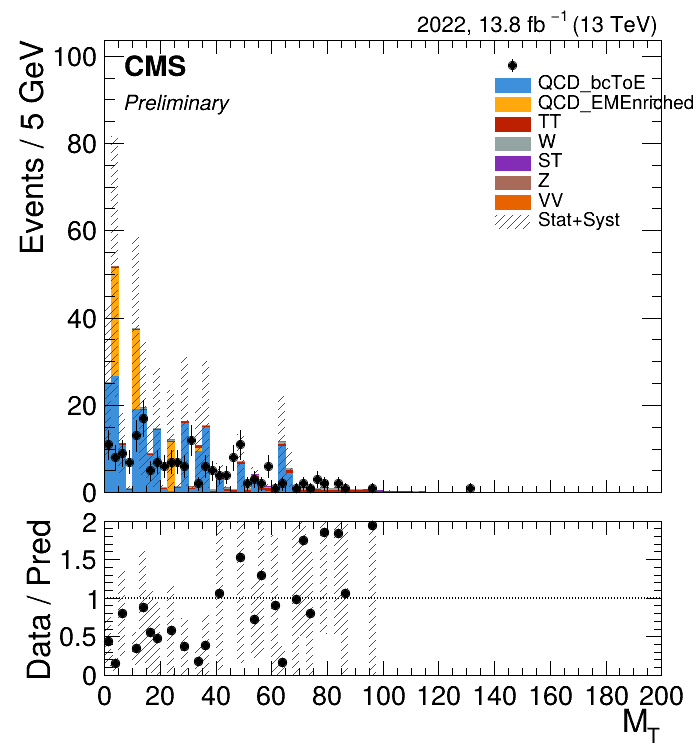 2022, 13.8 fb⁻¹ (13 TeV)
CMS
Preliminary
QCD_bcToE
QCD_EMEnriched
TT
W
ST
Z
VV
Stat+Syst
Events / 5 GeV
100
80
60
40
20
0
Data / Pred
2
1.5
1
0.5
0
0 20 40 60 80 100 120 140 160 180 200
M_T